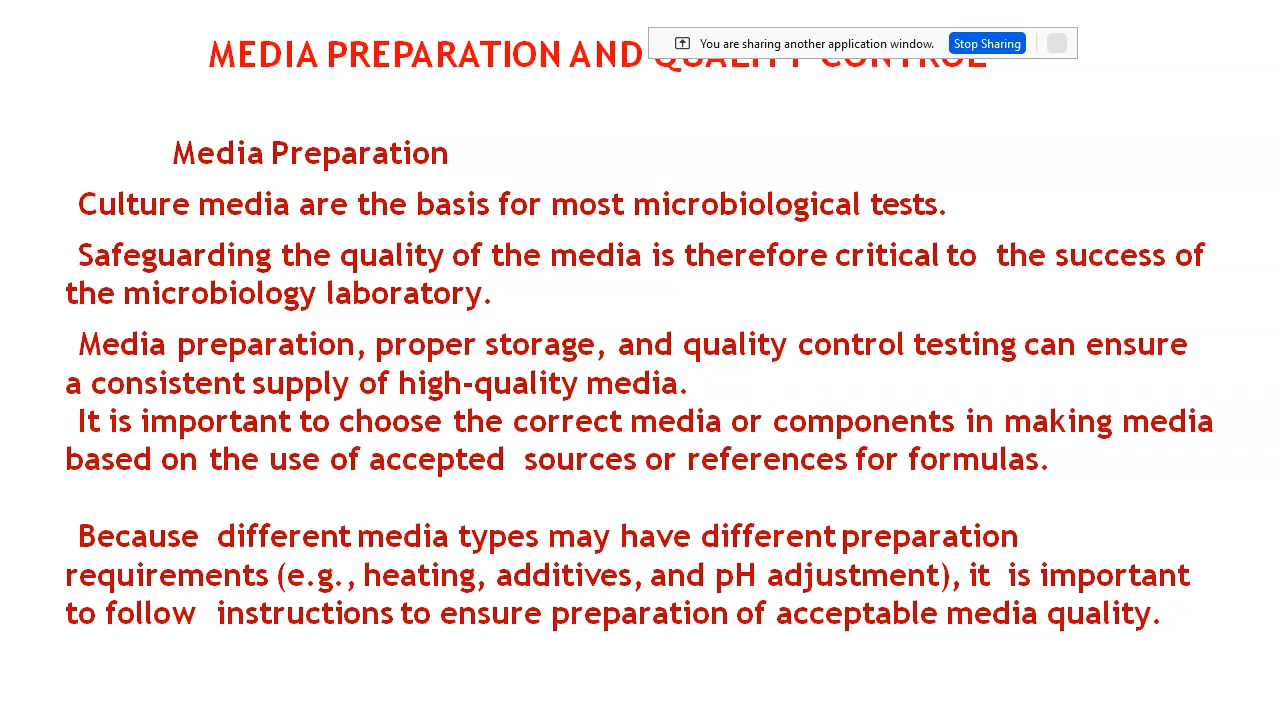 MEDIA PREPARATION AND QUALITY CONTROL
You are sharing another application window. Stop Sharing
Media Preparation
Culture media are the basis for most microbiological tests.
Safeguarding the quality of the media is therefore critical to the success of
the microbiology laboratory.
Media preparation, proper storage, and quality control testing can ensure
a consistent supply of high-quality media.
It is important to choose the correct media or components in making media
based on the use of accepted sources or references for formulas.
Because different media types may have different preparation
requirements (e.g., heating, additives, and pH adjustment), it is important
to follow instructions to ensure preparation of acceptable media quality.